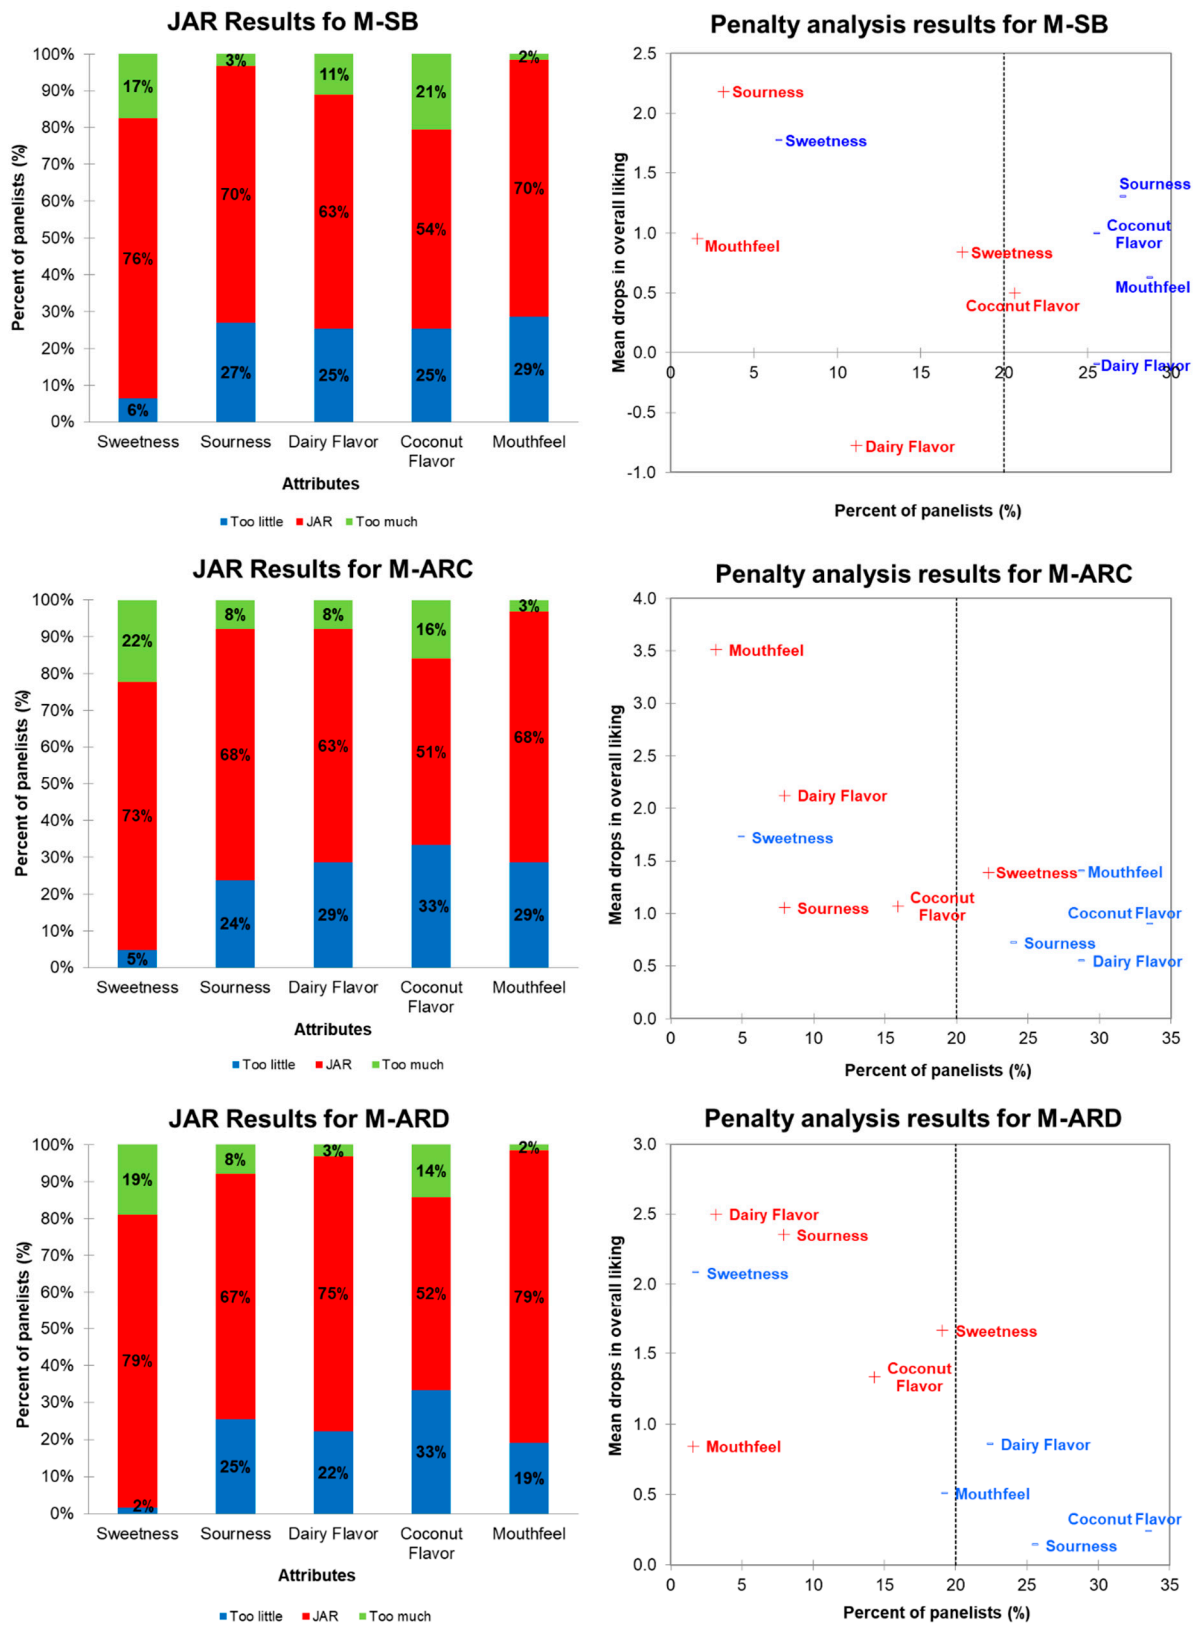 JAR Results fo M-SB
100%
90%
80%
70%
60%
50%
40%
30%
20%
10%
0%
Percent of panelists (%)
17%
3%
11%
21%
2%
76%
70%
63%
54%
70%
6%
27%
25%
25%
29%
Sweetness Sourness Dairy Flavor Coconut Flavor Mouthfeel
Attributes
Too little JAR Too much
Penalty analysis results for M-SB
2.5
2.0
1.5
1.0
0.5
0.0
-0.5
-1.0
Mean drops in overall liking
Sourness
Sweetness
Sourness
Coconut
Flavor
Mouthfeel
Sweetness
Mouthfeel
Coconut Flavor
Dairy Flavor
Dairy Flavor
0 5 10 15 20 25 30
Percent of panelists (%)
JAR Results for M-ARC
100%
90%
80%
70%
60%
50%
40%
30%
20%
10%
0%
Percent of panelists (%)
22%
8%
8%
16%
3%
73%
68%
63%
51%
68%
5%
24%
29%
33%
29%
Sweetness Sourness Dairy Flavor Coconut Flavor Mouthfeel
Attributes
Too little JAR Too much
Penalty analysis results for M-ARC
4.0
3.5
3.0
2.5
2.0
1.5
1.0
0.5
0.0
Mean drops in overall liking
Mouthfeel
Dairy Flavor
Sweetness
Sweetness
Mouthfeel
Sourness
Coconut
Flavor
Coconut Flavor
Sourness
Dairy Flavor
0 5 10 15 20 25 30 35
Percent of panelists (%)
JAR Results for M-ARD
100%
90%
80%
70%
60%
50%
40%
30%
20%
10%
0%
Percent of panelists (%)
19%
8%
3%
14%
2%
79%
67%
75%
52%
79%
2%
25%
22%
33%
19%
Sweetness Sourness Dairy Flavor Coconut Flavor Mouthfeel
Attributes
Too little JAR Too much
Penalty analysis results for M-ARD
3.0
2.5
2.0
1.5
1.0
0.5
0.0
Mean drops in overall liking
Dairy Flavor
Sourness
Sweetness
Sweetness
Coconut
Flavor
Mouthfeel
Dairy Flavor
Mouthfeel
Coconut Flavor
Sourness
0 5 10 15 20 25 30 35
Percent of panelists (%)